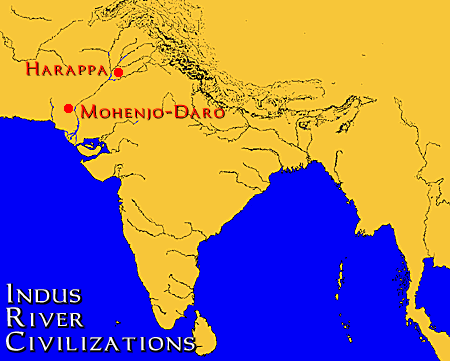 Harappa
Mohenjo-Daro
Indus
River
Civilizations